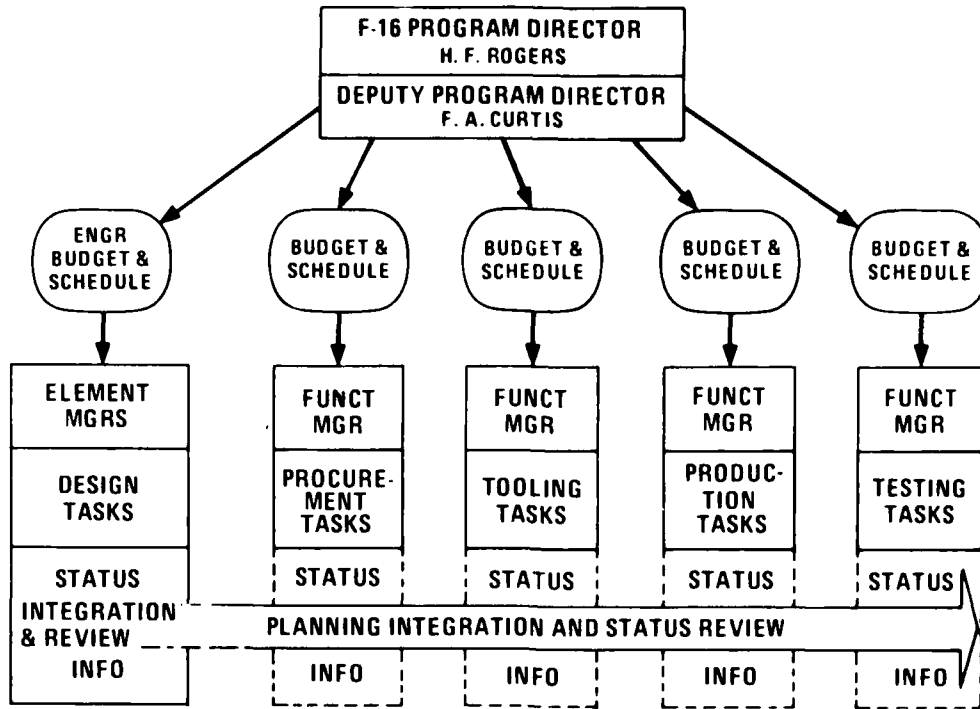 F-16 PROGRAM DIRECTOR
H. F. ROGERS
DEPUTY PROGRAM DIRECTOR
F. A. CURTIS
ENGR
BUDGET &
SCHEDULE
BUDGET &
SCHEDULE
BUDGET &
SCHEDULE
BUDGET &
SCHEDULE
BUDGET &
SCHEDULE
ELEMENT
MGRS
FUNCT
MGR
FUNCT
MGR
FUNCT
MGR
FUNCT
MGR
DESIGN
TASKS
PROCURE-
MENT
TASKS
TOOLING
TASKS
PRODUC-
TION
TASKS
TESTING
TASKS
STATUS
INTEGRATION
& REVIEW
INFO
STATUS
STATUS
STATUS
STATUS
PLANNING INTEGRATION AND STATUS REVIEW
INFO
INFO
INFO
INFO